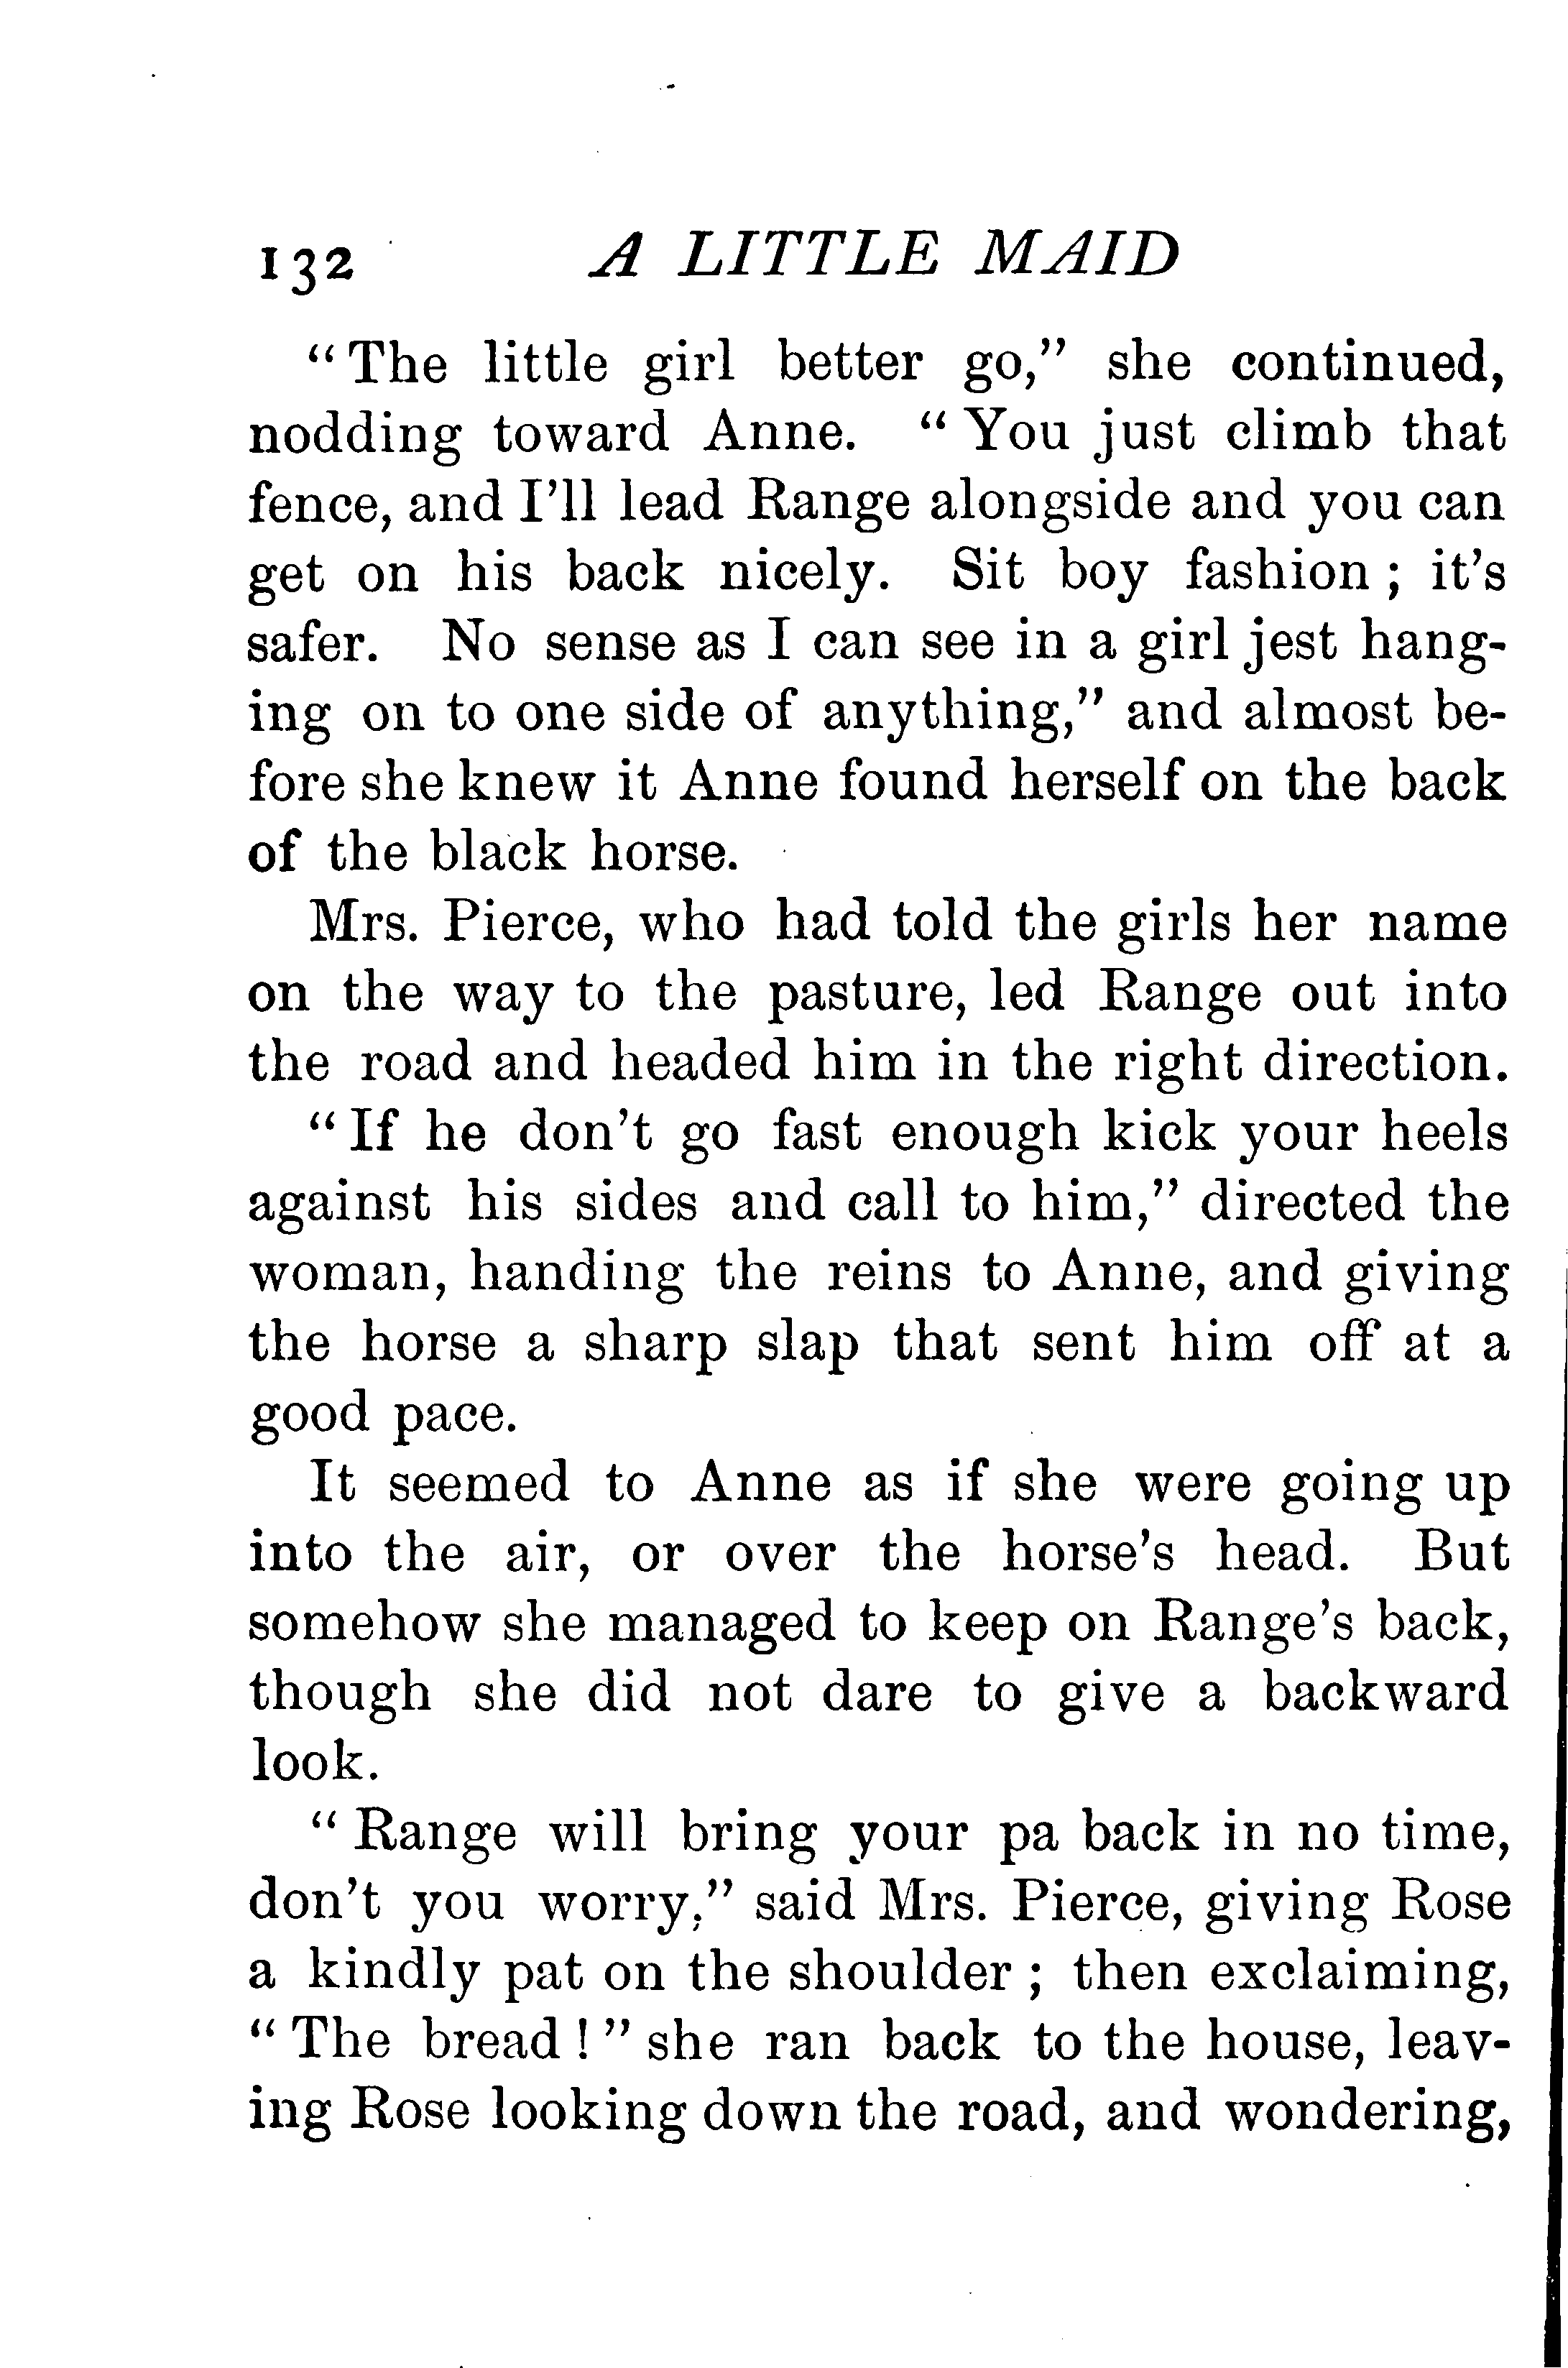 132 A LITTLE MAID
“The little girl better go,” she continued,
nodding toward Anne. “You just climb that
fence, and I’ll lead Range alongside and you can
get on his back nicely. Sit boy fashion; it’s
safer. No sense as I can see in a girl jest hang-
ing on to one side of anything,” and almost be-
fore she knew it Anne found herself on the back
of the black horse.
Mrs. Pierce, who had told the girls her name
on the way to the pasture, led Range out into
the road and headed him in the right direction.
“If he don’t go fast enough kick your heels
against his sides and call to him,” directed the
woman, handing the reins to Anne, and giving
the horse a sharp slap that sent him off at a
good pace.
It seemed to Anne as if she were going up
into the air, or over the horse’s head. But
somehow she managed to keep on Range’s back,
though she did not dare to give a backward
look.
“Range will bring your pa back in no time,
don’t you worry,” said Mrs. Pierce, giving Rose
a kindly pat on the shoulder; then exclaiming,
“The bread!” she ran back to the house, leav-
ing Rose looking down the road, and wondering,